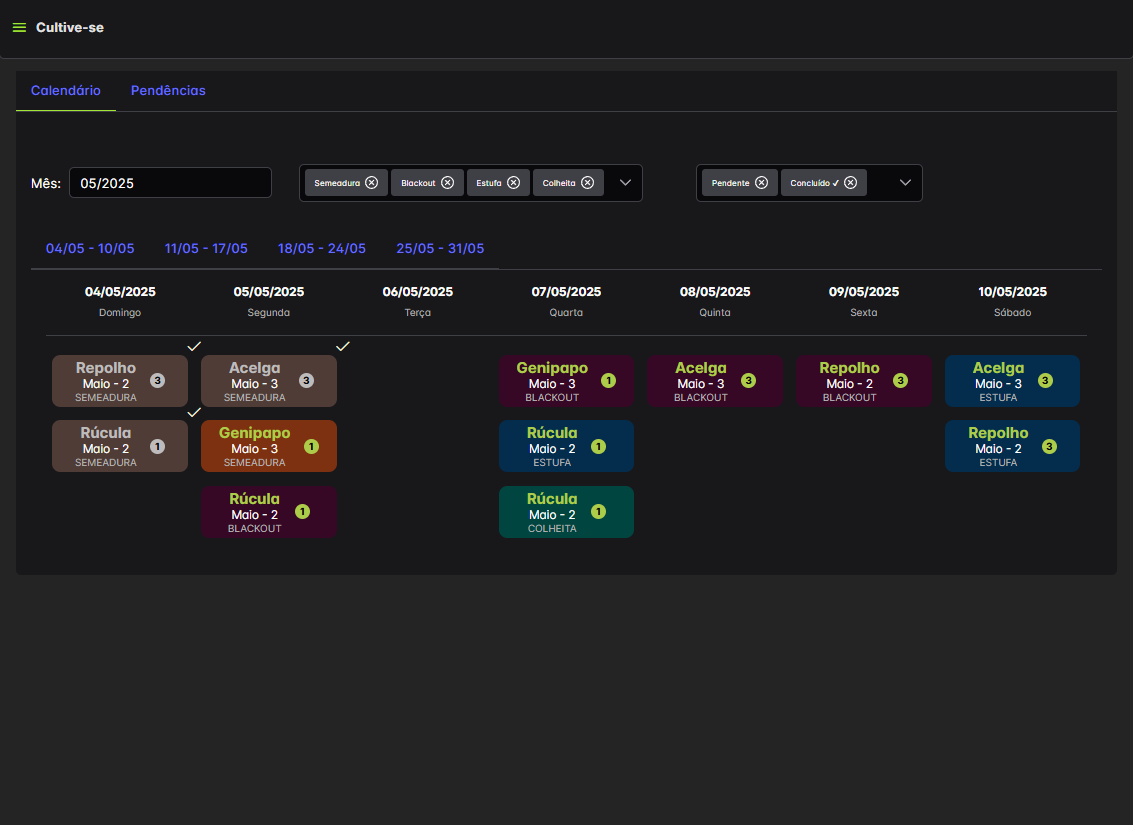 Cultive-se
Calendário Pendências
Mês: 05/2025 Semeadura Blackout Estufa Colheita Pendente Concluído ✓
04/05 - 10/05 11/05 - 17/05 18/05 - 24/05 25/05 - 31/05
04/05/2025 05/05/2025 06/05/2025 07/05/2025 08/05/2025 09/05/2025 10/05/2025
Domingo Segunda Terça Quarta Quinta Sexta Sábado
Repolho
Maio - 2 3
SEMEADURA
Acelga
Maio - 3 3
SEMEADURA
Genipapo
Maio - 3 1
BLACKOUT
Acelga
Maio - 3 3
BLACKOUT
Repolho
Maio - 2 3
BLACKOUT
Acelga
Maio - 3 3
ESTUFA
Rúcula
Maio - 2 1
SEMEADURA
Genipapo
Maio - 3 1
SEMEADURA
Rúcula
Maio - 2 1
ESTUFA
Repolho
Maio - 2 3
ESTUFA
Rúcula
Maio - 2 1
BLACKOUT
Rúcula
Maio - 2 1
COLHEITA